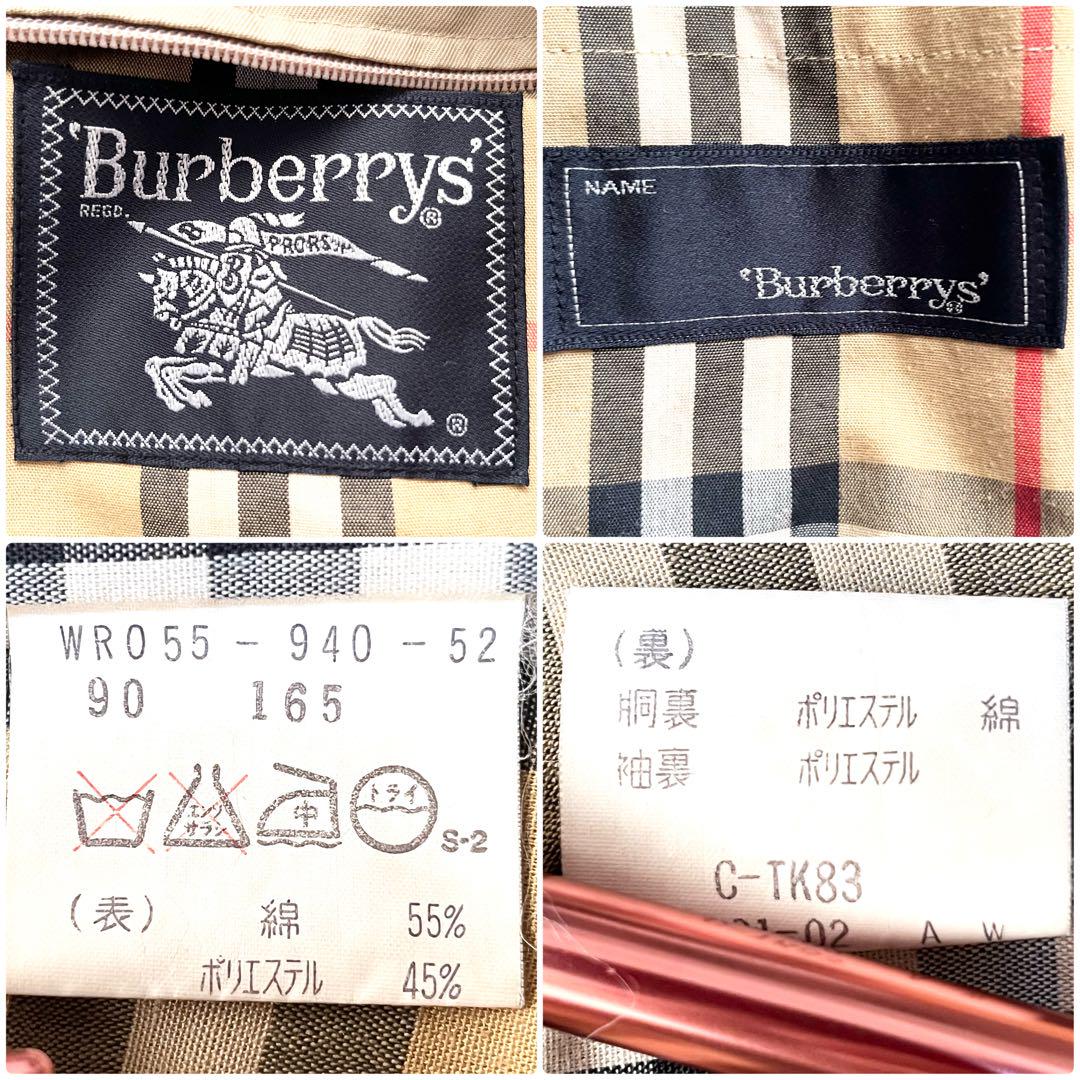 'Burberrys'
REGD. ®
PRORSUM
B
®
NAME
'Burberrys'
WR055-940-52
90 165
エンソ
サラシ
中
ドライ
S-2
(表) 綿 55%
ポリエステル 45%
(裏)
胴裏 ポリエステル 綿
袖裏 ポリエステル
C-TK83
1-02 A W